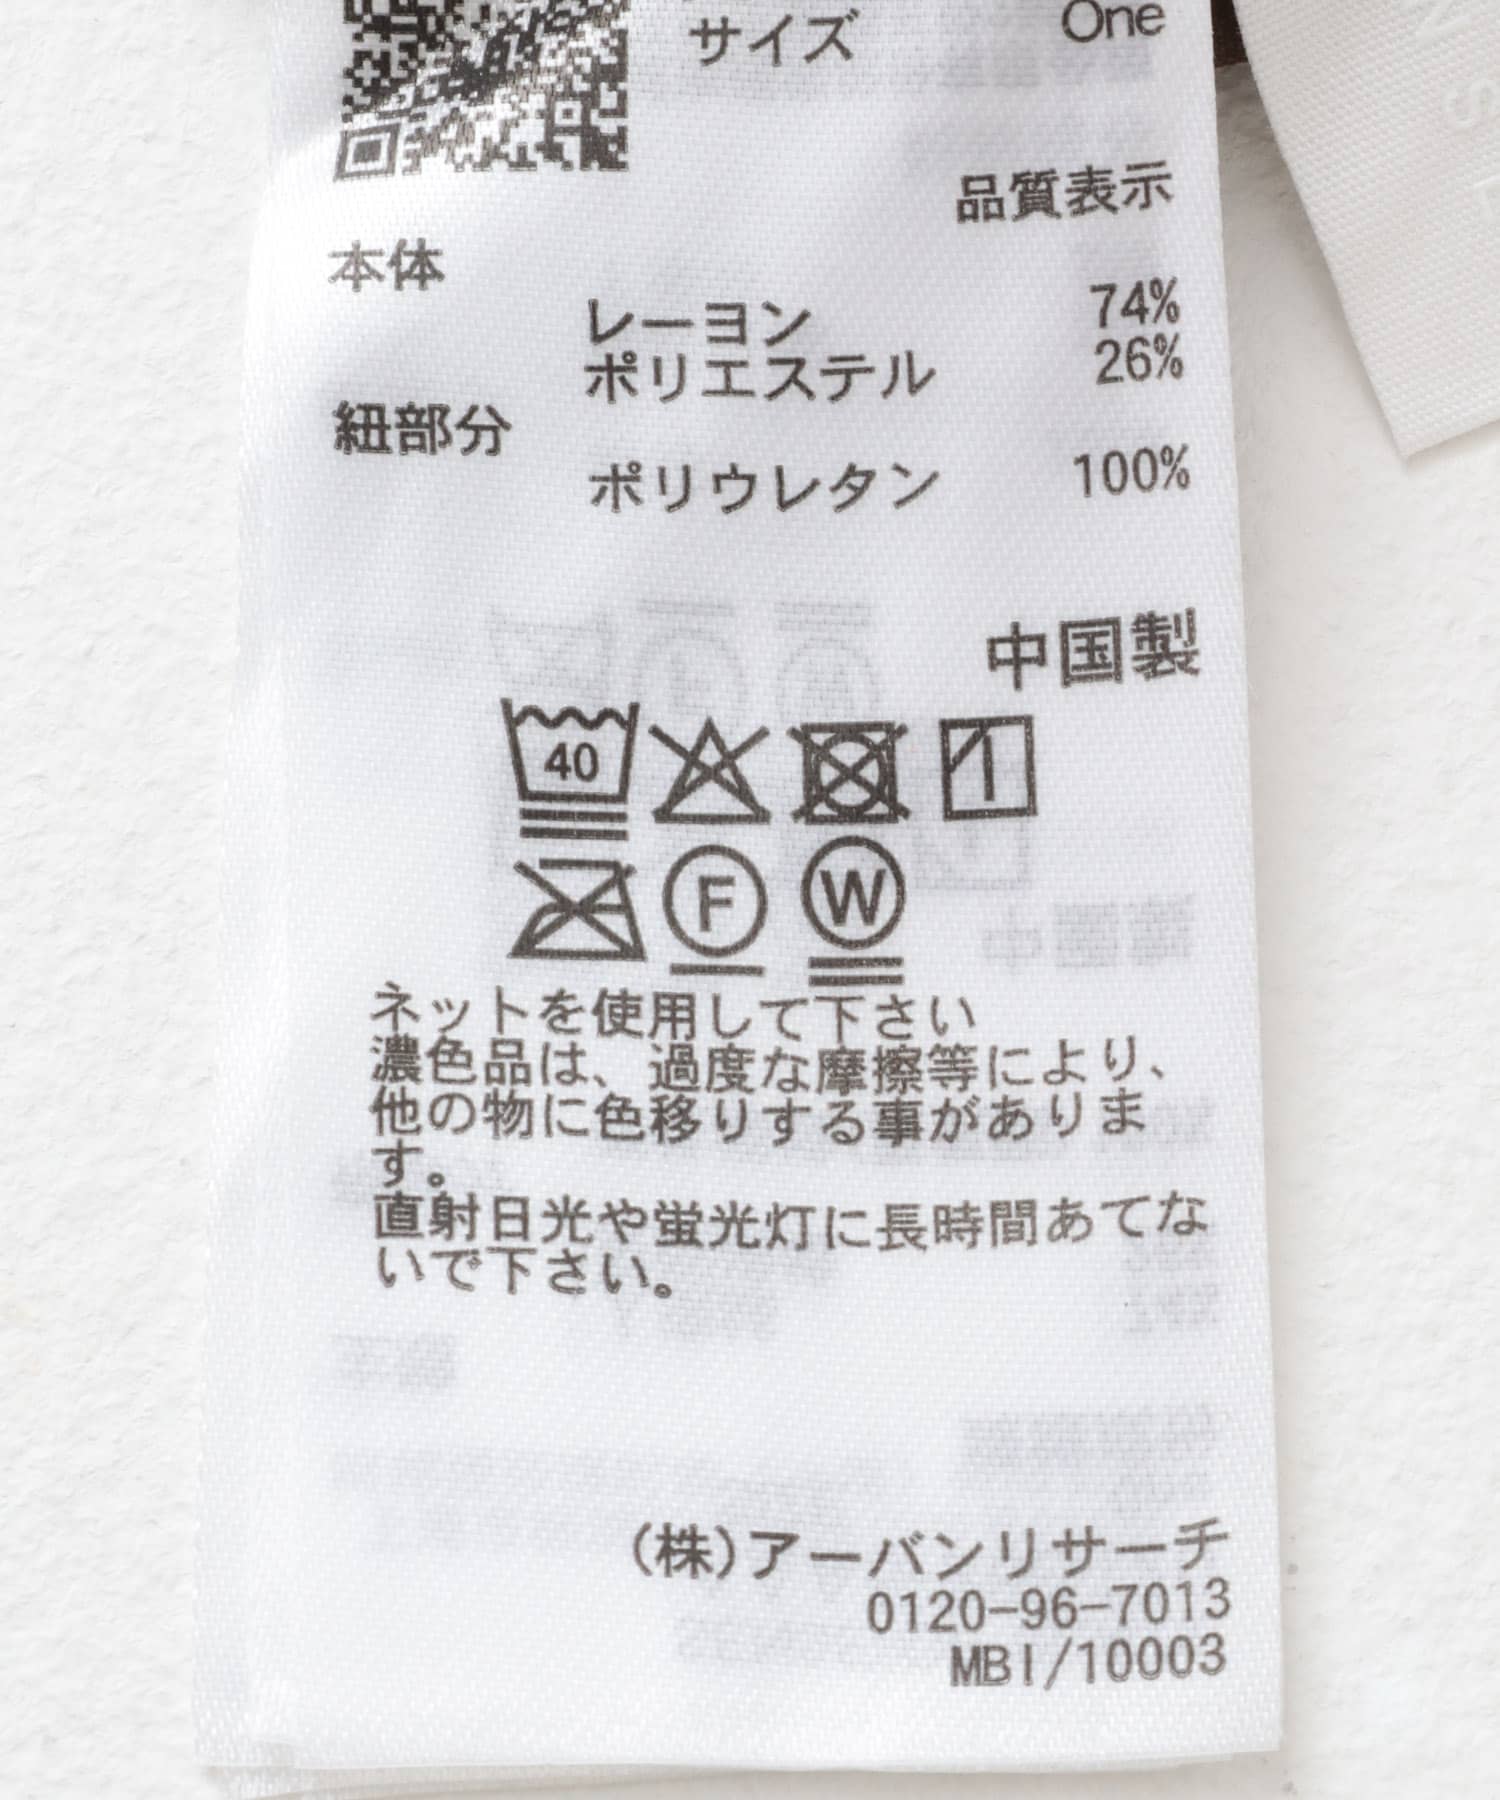 サイズ One
品質表示
本体
レーヨン 74%
ポリエステル 26%
紐部分
ポリウレタン 100%
中国製
40
F W
ネットを使用して下さい
濃色品は、過度な摩擦等により、
他の物に色移りする事がありま
す。
直射日光や蛍光灯に長時間あてな
いで下さい。
(株)アーバンリサーチ
0120-96-7013
MBI/10003